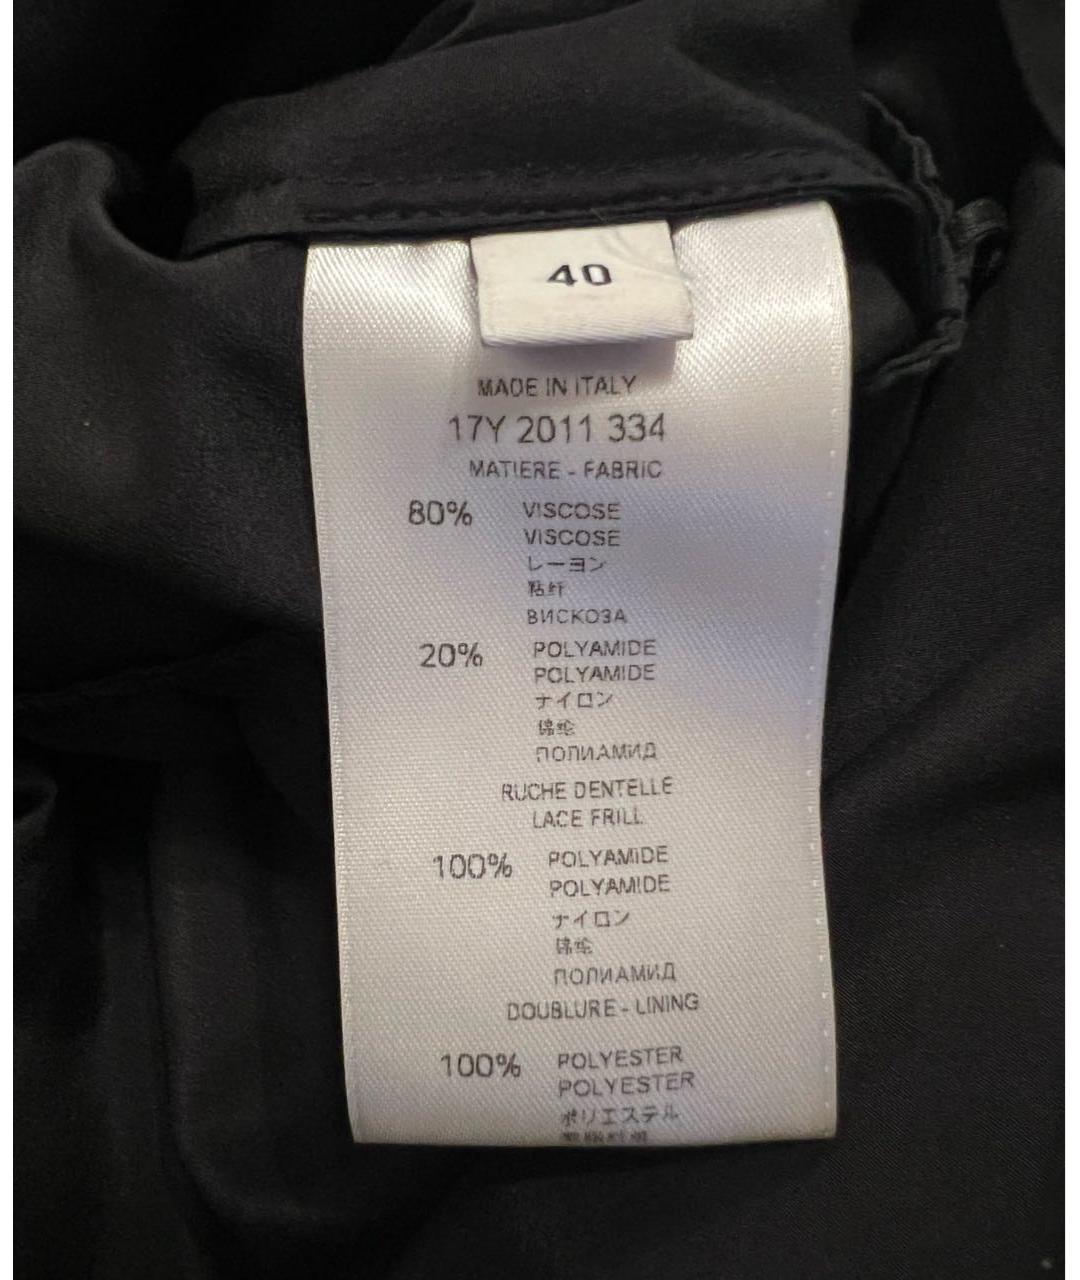 40
MADE IN ITALY
17Y 2011 334
MATIERE - FABRIC
80% VISCOSE
VISCOSE
レーヨン
粘纤
ВИСКОЗА
20% POLYAMIDE
POLYAMIDE
ナイロン
锦纶
ПОЛИАМИД
RUCHE DENTELLE
LACE FRILL
100% POLYAMIDE
POLYAMIDE
ナイロン
锦纶
ПОЛИАМИД
DOUBLURE - LINING
100% POLYESTER
POLYESTER
ポリエステル